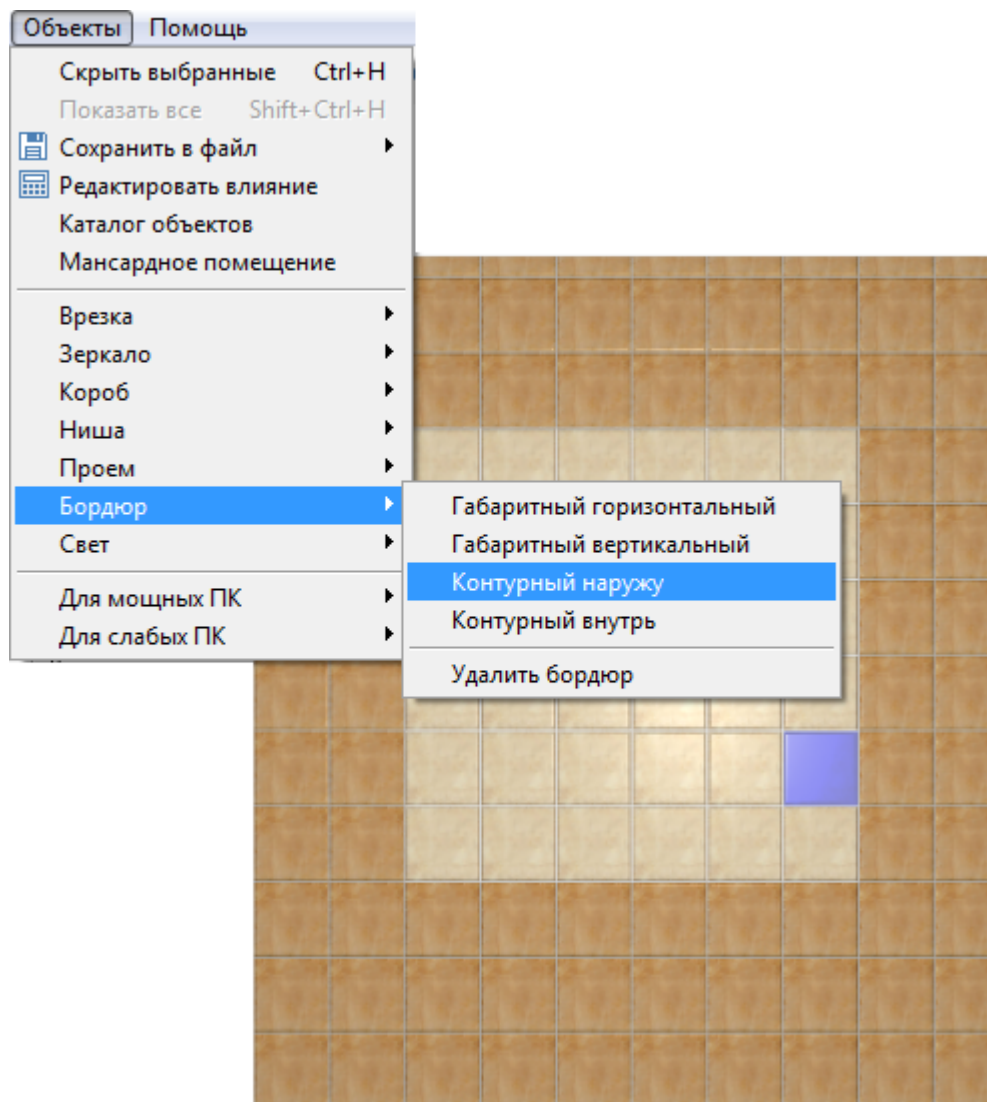 Объекты Помощь
Скрыть выбранные Ctrl+H
Показать все Shift+Ctrl+H
Сохранить в файл
Редактировать влияние
Каталог объектов
Мансардное помещение
Врезка
Зеркало
Короб
Ниша
Проем
Бордюр
Свет
Для мощных ПК
Для слабых ПК
Габаритный горизонтальный
Габаритный вертикальный
Контурный наружу
Контурный внутрь
Удалить бордюр